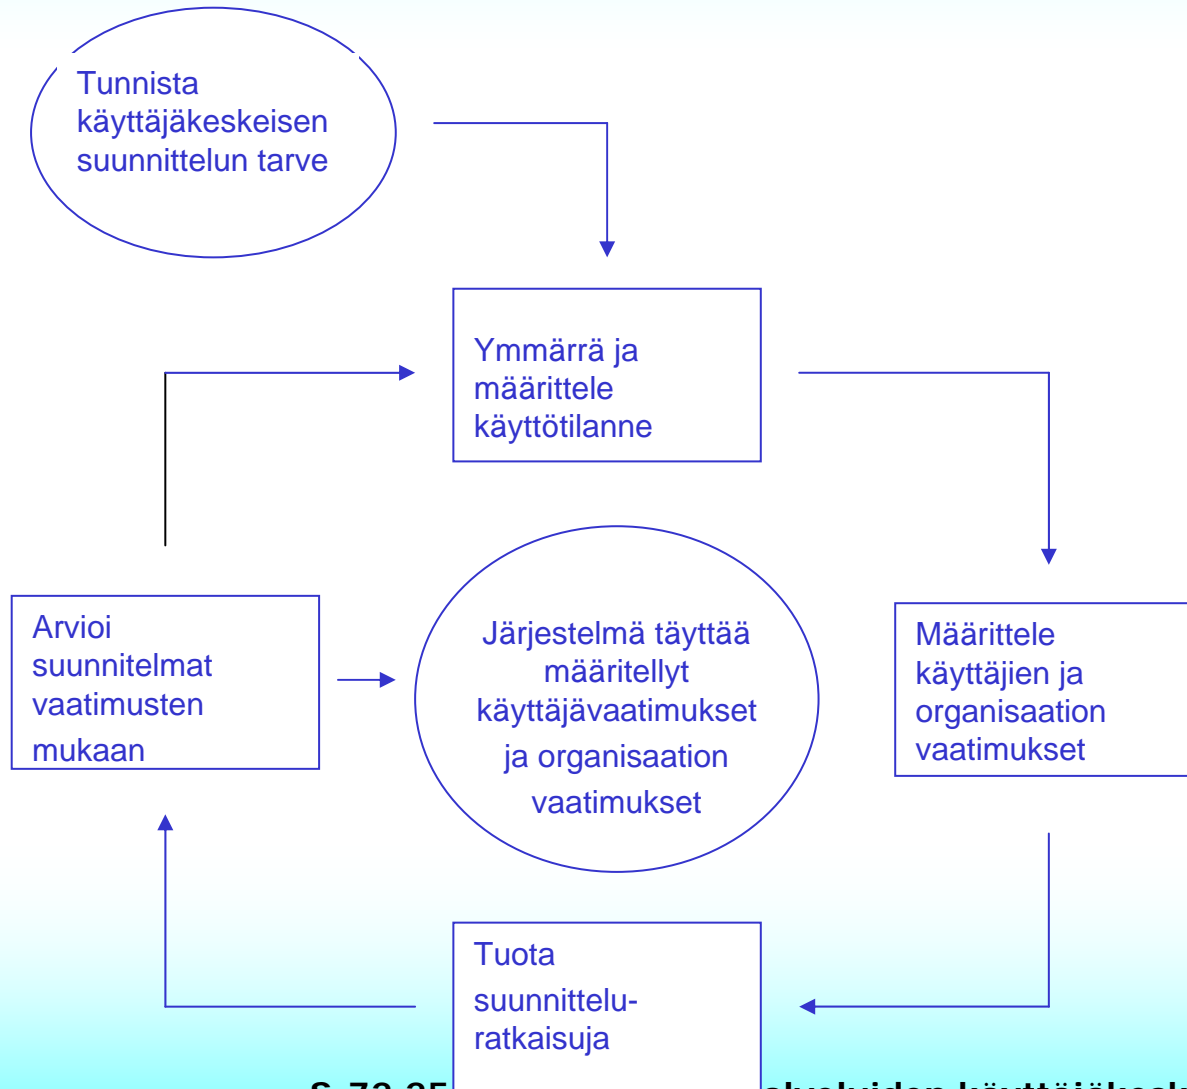 Tunnista
käyttäjäkeskeisen
suunnittelun tarve
Ymmärrä ja
määrittele
käyttötilanne
Arvioi
suunnitelmat
vaatimusten
mukaan
Järjestelmä täyttää
määritellyt
käyttäjävaatimukset
ja organisaation
vaatimukset
Määrittele
käyttäjien ja
organisaation
vaatimukset
Tuota
suunnittelu-
ratkaisuja